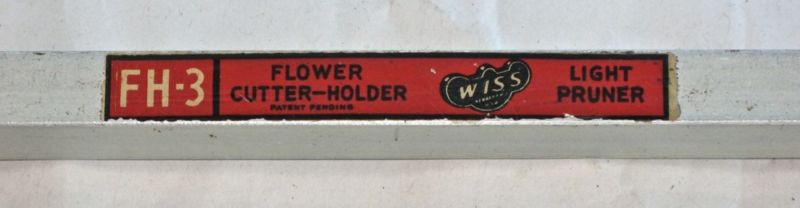 FH-3
FLOWER
CUTTER-HOLDER
PATENT PENDING
WISS
LIGHT
PRUNER